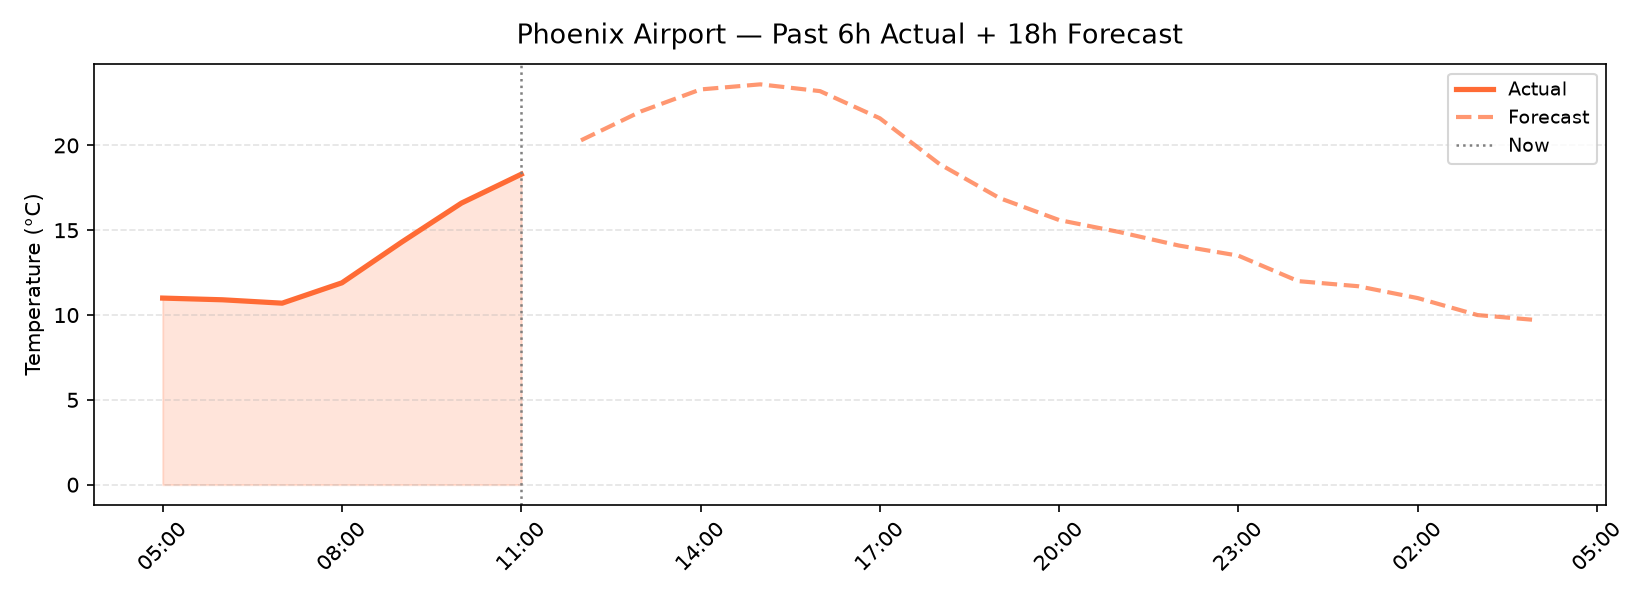 Phoenix Airport — Past 6h Actual + 18h Forecast
Actual
Forecast
Now
Temperature (°C)
20
15
10
5
0
05:00
08:00
11:00
14:00
17:00
20:00
23:00
02:00
05:00